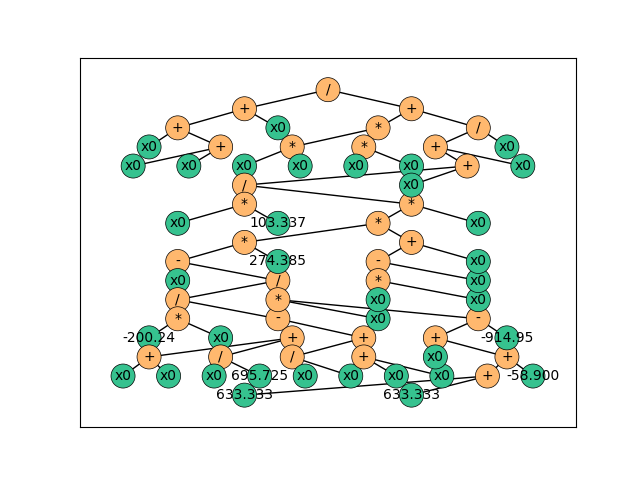 /
+ +
+ x0 * /
x0 + * * + x0
x0 x0 x0 x0 x0 x0 + x0
/ x0
* *
x0 103.337 * x0
* +
- 274.385 - x0
x0 / * x0
/ * x0 x0
* - x0 -
-200.24 x0 + + + -914.95
+ / / + x0 +
x0 x0 x0 695.725 x0 x0 x0 x0 + -58.900
633.333 633.333